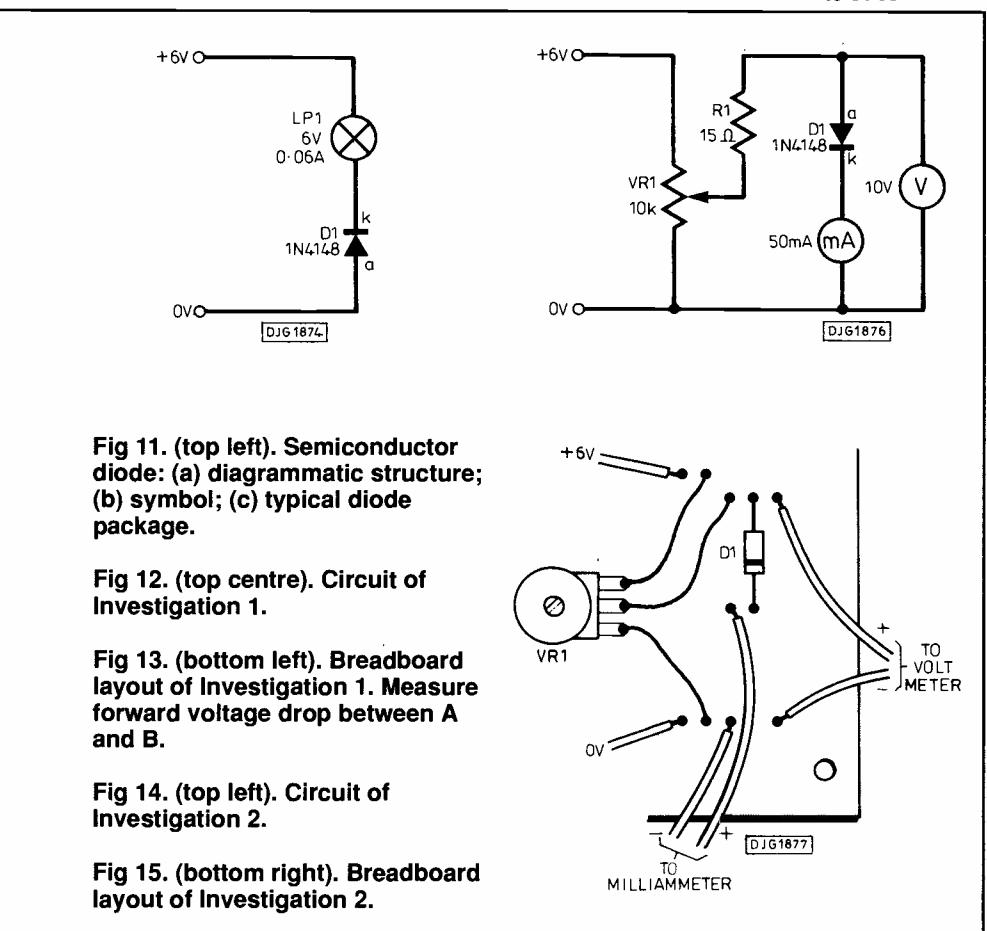 +6V
LP1
6V
0·06A
k
D1
1N4148
a
0V
DJG1874
+6V
R1
15Ω
a
D1
1N4148
k
VR1
10k
10V
V
50mA
mA
0V
DJG1876
Fig 11. (top left). Semiconductor
diode: (a) diagrammatic structure;
(b) symbol; (c) typical diode
package.
Fig 12. (top centre). Circuit of
Investigation 1.
Fig 13. (bottom left). Breadboard
layout of Investigation 1. Measure
forward voltage drop between A
and B.
Fig 14. (top left). Circuit of
Investigation 2.
Fig 15. (bottom right). Breadboard
layout of Investigation 2.
+6V
D1
VR1
+
TO
VOLT
METER
−
0V
−
+
DJG1877
TO
MILLIAMMETER